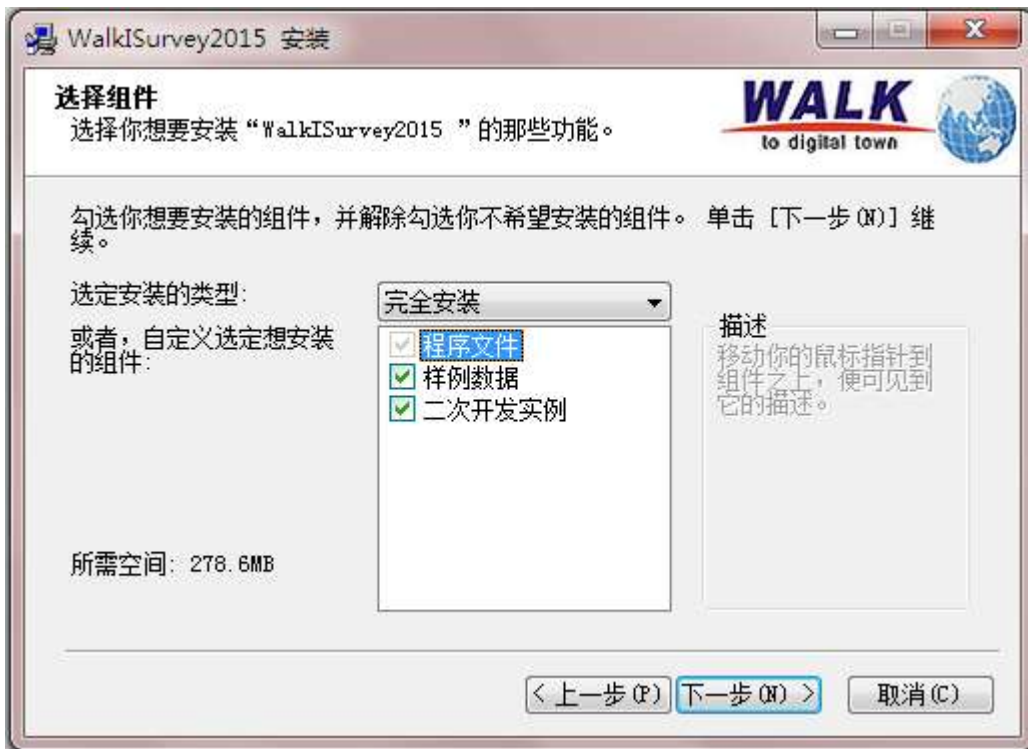 WalkISurvey2015 安装
选择组件
选择你想要安装“WalkISurvey2015 ”的那些功能。
WALK
to digital town
勾选你想要安装的组件，并解除勾选你不希望安装的组件。 单击 [下一步(N)] 继
续。
选定安装的类型:
完全安装
或者，自定义选定想安装
的组件:
程序文件
样例数据
二次开发实例
描述
移动你的鼠标指针到
组件之上，便可见到
它的描述。
所需空间: 278.6MB
< 上一步(P)
下一步(N) >
取消(C)